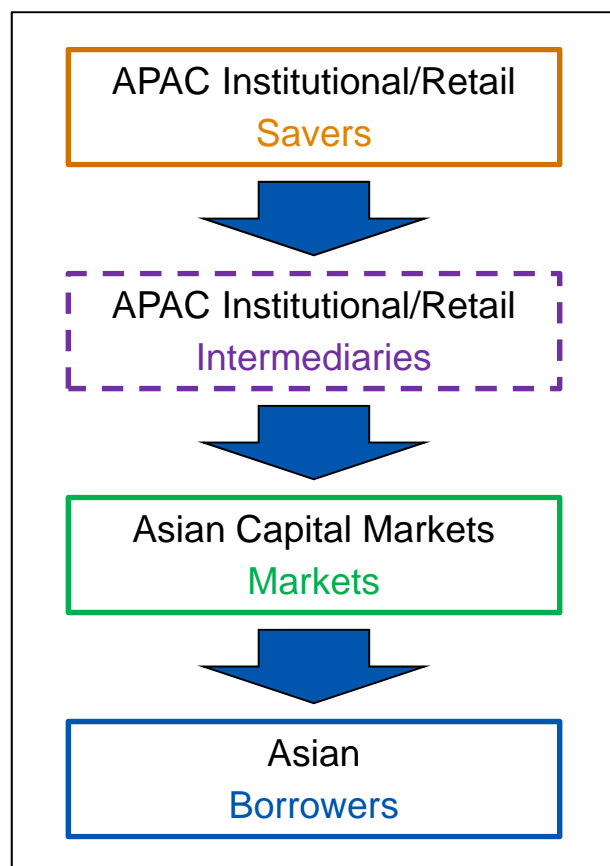 APAC Institutional/Retail
Savers
APAC Institutional/Retail
Intermediaries
Asian Capital Markets
Markets
Asian
Borrowers